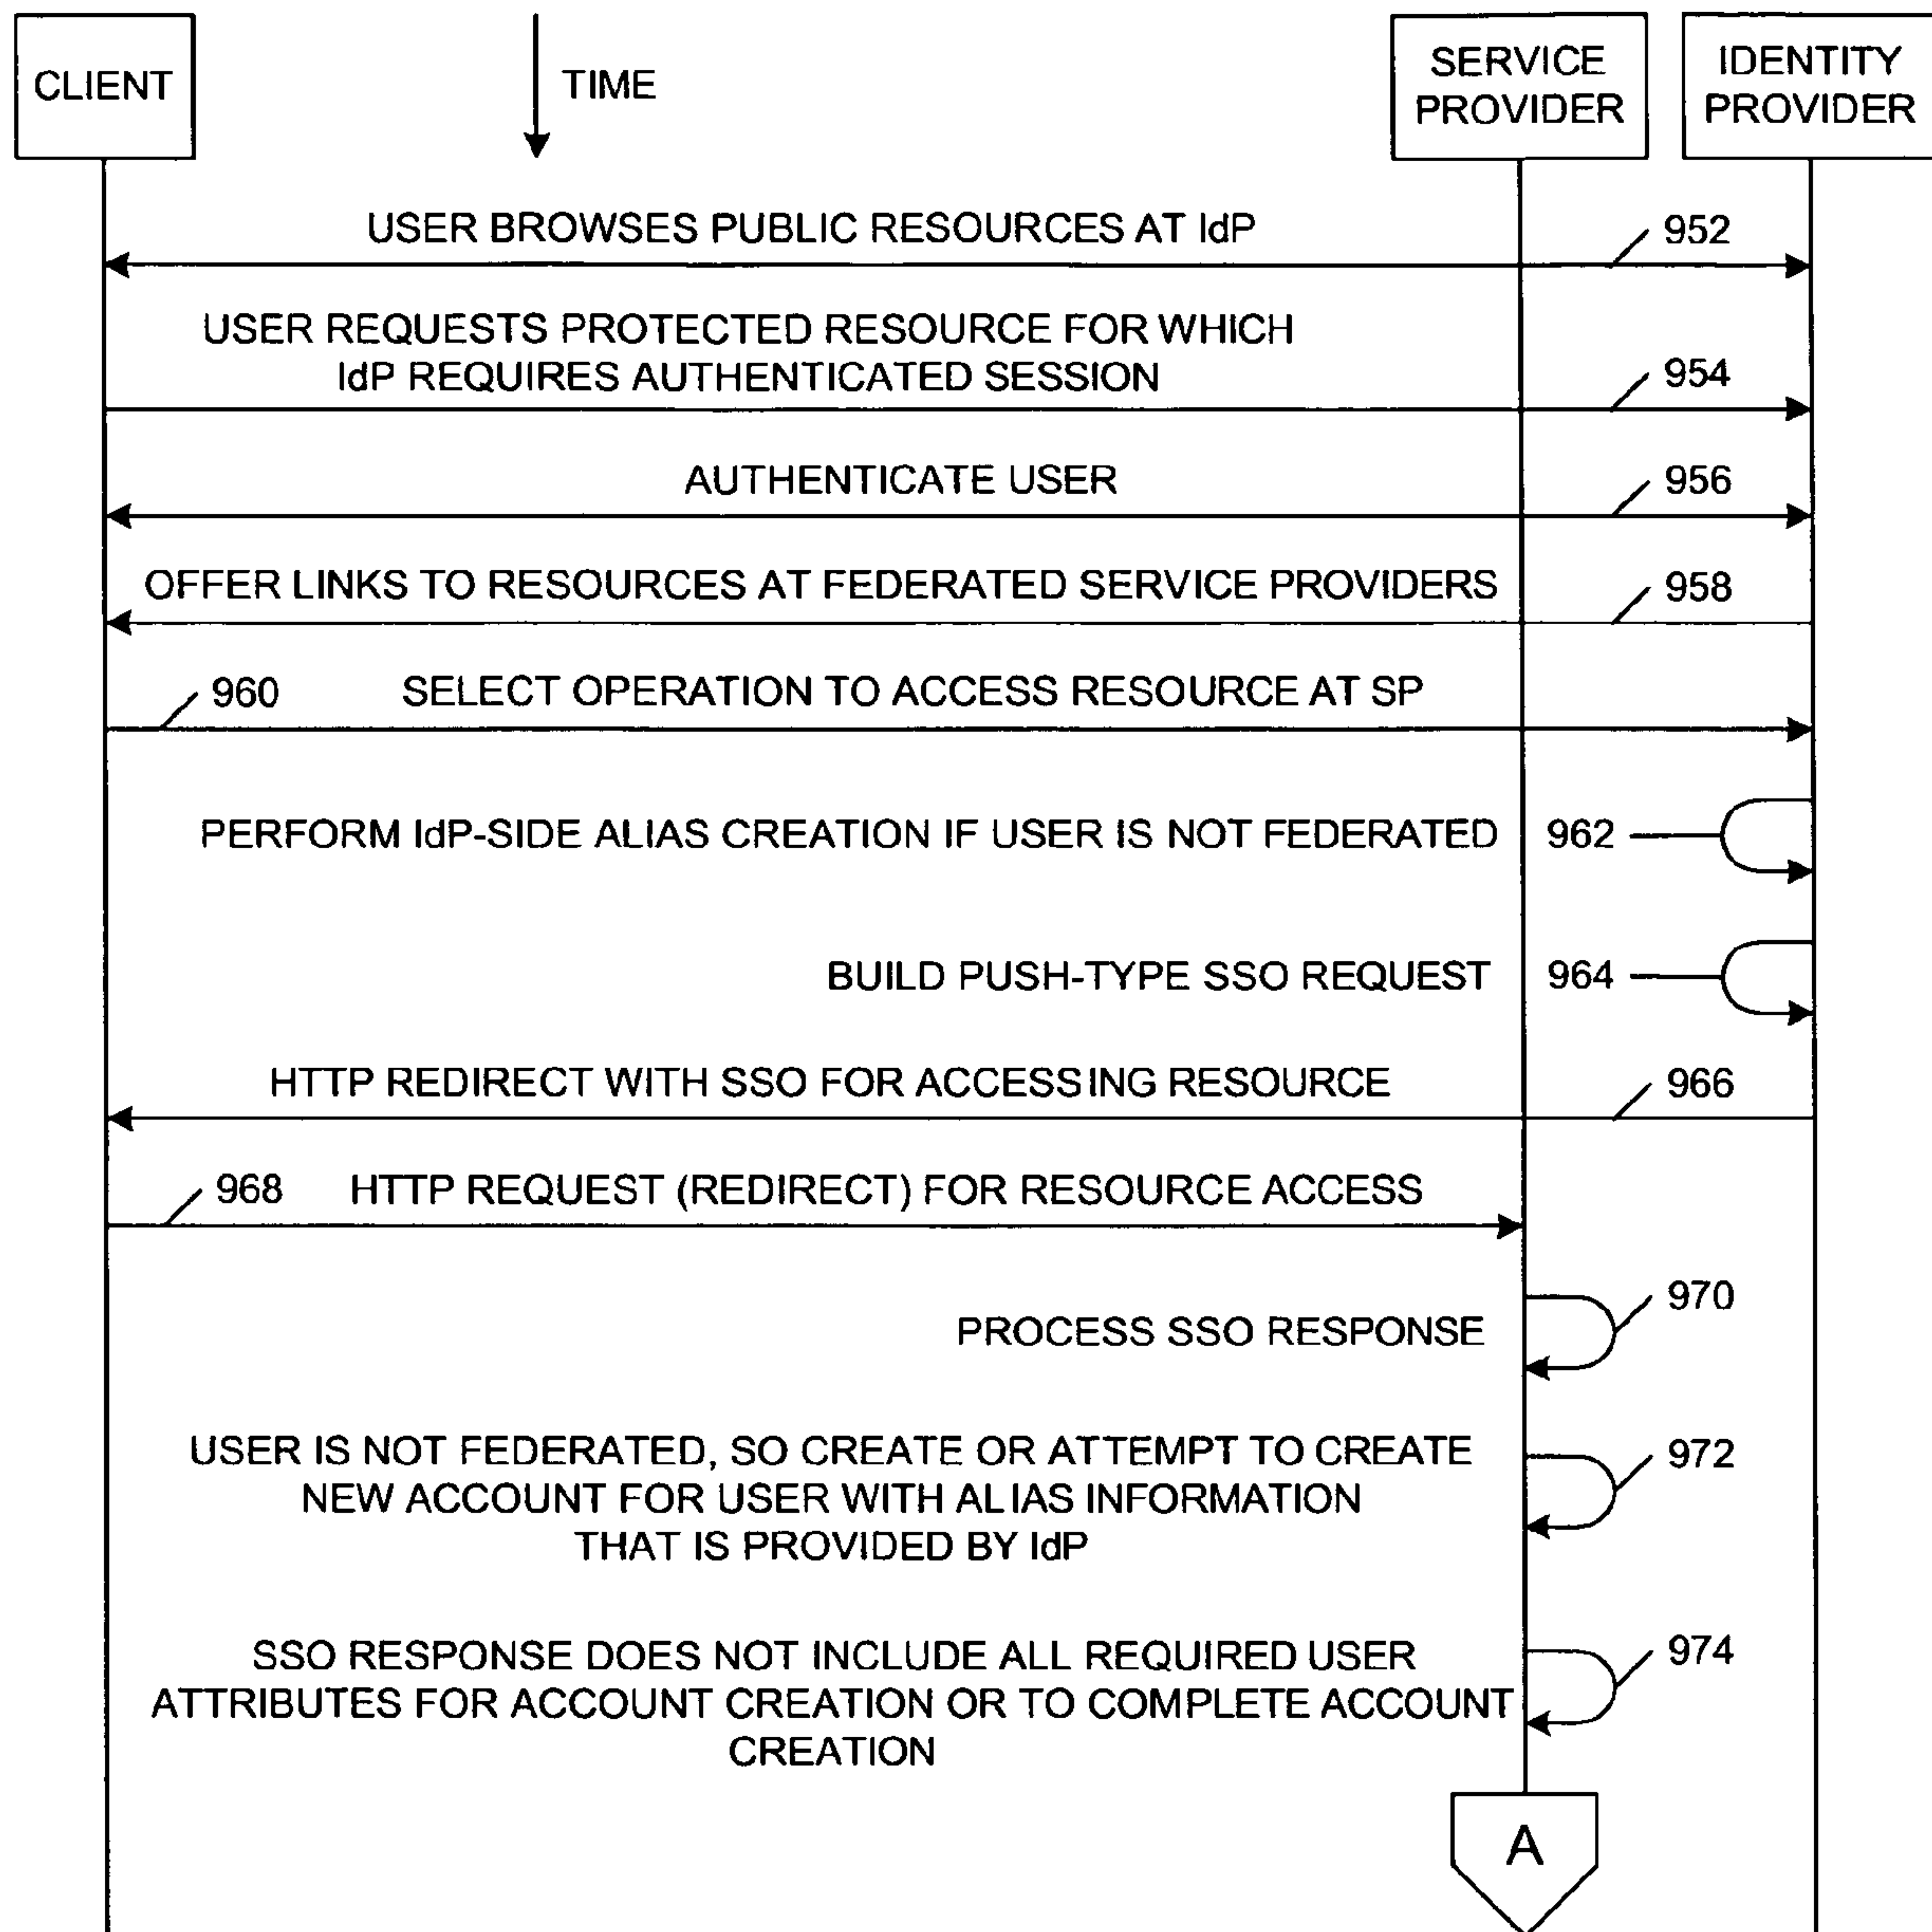 CLIENT
TIME
SERVICE
PROVIDER
IDENTITY
PROVIDER
USER BROWSES PUBLIC RESOURCES AT IdP
952
USER REQUESTS PROTECTED RESOURCE FOR WHICH
IdP REQUIRES AUTHENTICATED SESSION
954
AUTHENTICATE USER
956
OFFER LINKS TO RESOURCES AT FEDERATED SERVICE PROVIDERS
958
960
SELECT OPERATION TO ACCESS RESOURCE AT SP
PERFORM IdP-SIDE ALIAS CREATION IF USER IS NOT FEDERATED
962
BUILD PUSH-TYPE SSO REQUEST
964
HTTP REDIRECT WITH SSO FOR ACCESSING RESOURCE
966
968
HTTP REQUEST (REDIRECT) FOR RESOURCE ACCESS
PROCESS SSO RESPONSE
970
USER IS NOT FEDERATED, SO CREATE OR ATTEMPT TO CREATE
NEW ACCOUNT FOR USER WITH ALIAS INFORMATION
THAT IS PROVIDED BY IdP
972
SSO RESPONSE DOES NOT INCLUDE ALL REQUIRED USER
ATTRIBUTES FOR ACCOUNT CREATION OR TO COMPLETE ACCOUNT
CREATION
974
A